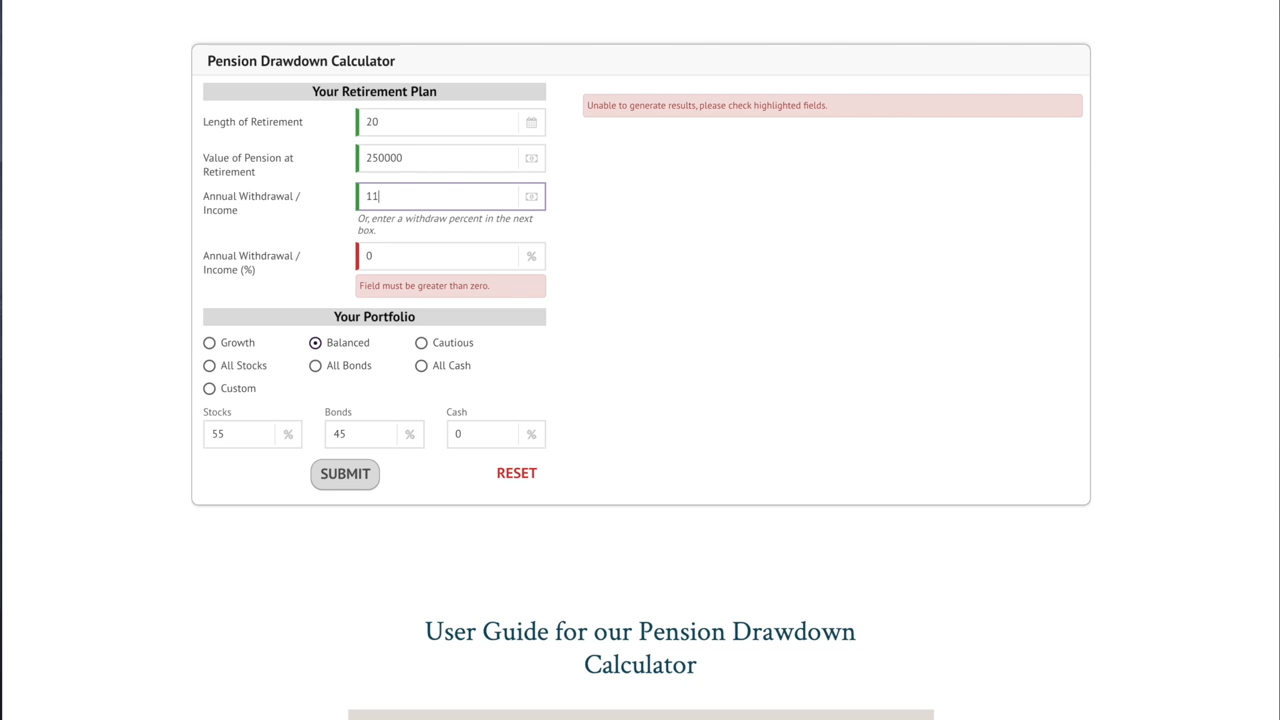 Pension Drawdown Calculator
Your Retirement Plan
Length of Retirement
20
Value of Pension at
Retirement
250000
Annual Withdrawal /
Income
11
Or, enter a withdraw percent in the next
box.
Annual Withdrawal /
Income (%)
0
%
Field must be greater than zero.
Your Portfolio
Growth
Balanced
Cautious
All Stocks
All Bonds
All Cash
Custom
Stocks
Bonds
Cash
55 %
45 %
0 %
SUBMIT
RESET
Unable to generate results, please check highlighted fields.
User Guide for our Pension Drawdown
Calculator